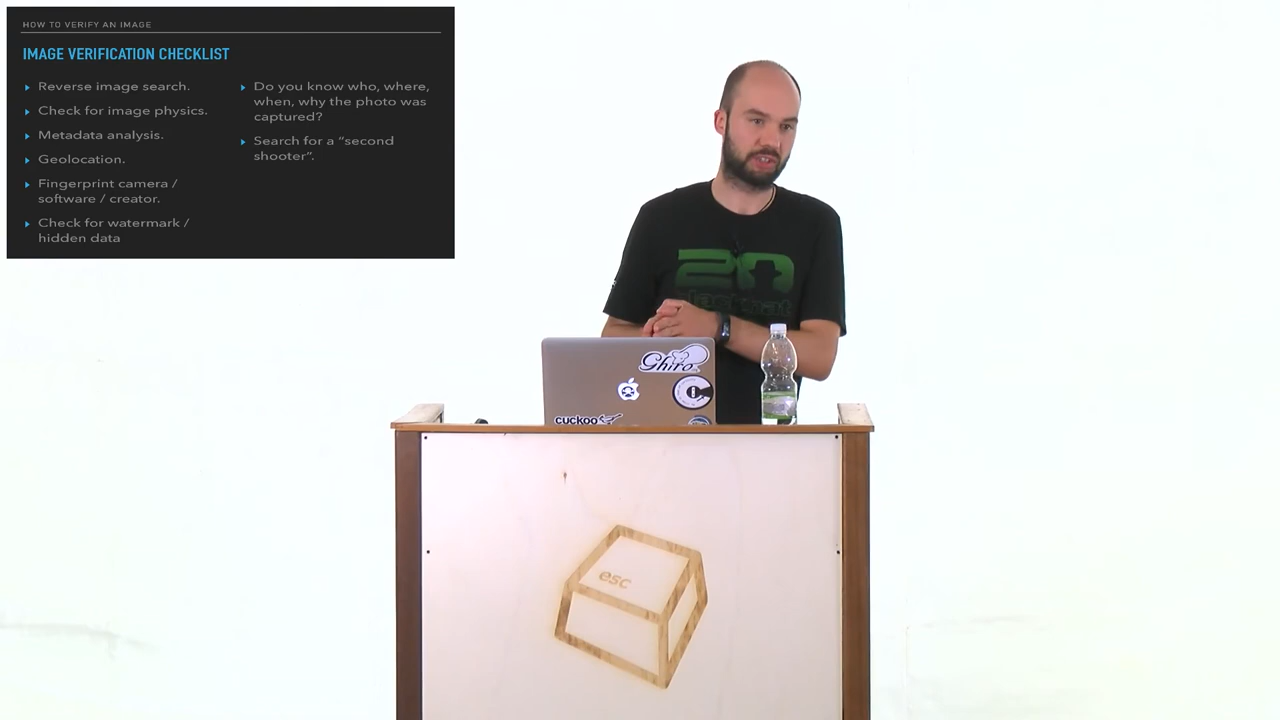 HOW TO VERIFY AN IMAGE
IMAGE VERIFICATION CHECKLIST
Reverse image search.
Check for image physics.
Metadata analysis.
Geolocation.
Fingerprint camera /
software / creator.
Check for watermark /
hidden data
Do you know who, where,
when, why the photo was
captured?
Search for a “second
shooter”.
20
blackhat
Ghiro
cuckoo
esc